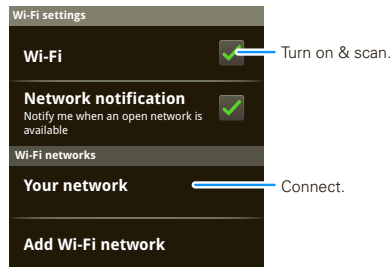 Wi-Fi settings
Wi-Fi
Turn on & scan.
Network notification
Notify me when an open network is
available
Wi-Fi networks
Your network
Connect.
Add Wi-Fi network